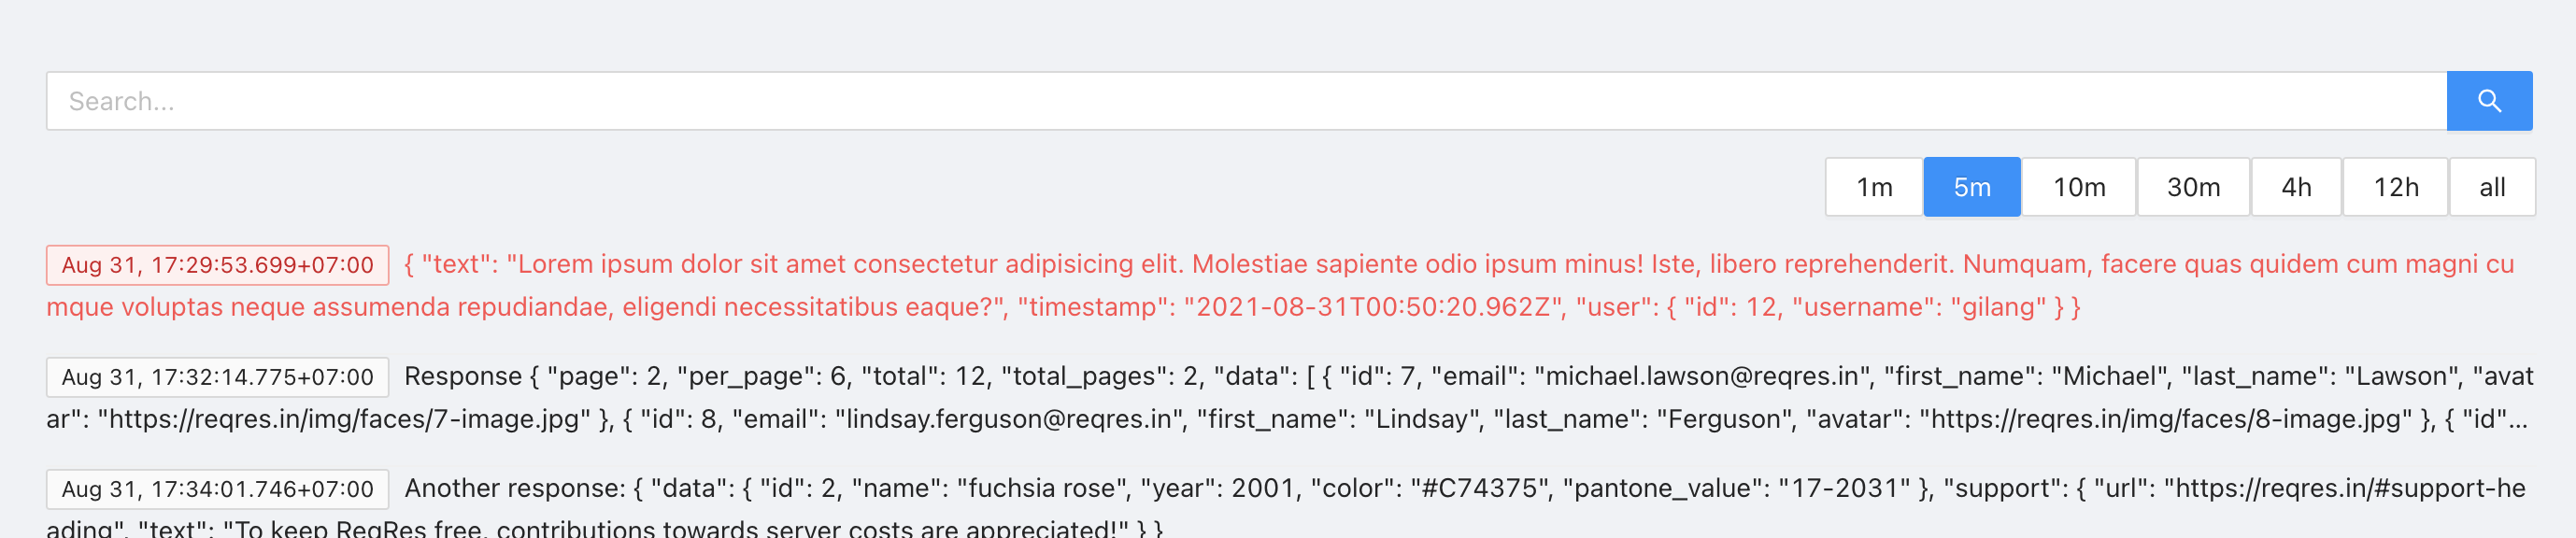 Search...
1m 5m 10m 30m 4h 12h all
Aug 31, 17:29:53.699+07:00 { "text": "Lorem ipsum dolor sit amet consectetur adipisicing elit. Molestiae sapiente odio ipsum minus! Iste, libero reprehenderit. Numquam, facere quas quidem cum magni cu
mque voluptas neque assumenda repudiandae, eligendi necessitatibus eaque?", "timestamp": "2021-08-31T00:50:20.962Z", "user": { "id": 12, "username": "gilang" } }
Aug 31, 17:32:14.775+07:00 Response { "page": 2, "per_page": 6, "total": 12, "total_pages": 2, "data": [ { "id": 7, "email": "michael.lawson@reqres.in", "first_name": "Michael", "last_name": "Lawson", "avat
ar": "https://reqres.in/img/faces/7-image.jpg" }, { "id": 8, "email": "lindsay.ferguson@reqres.in", "first_name": "Lindsay", "last_name": "Ferguson", "avatar": "https://reqres.in/img/faces/8-image.jpg" }, { "id"...
Aug 31, 17:34:01.746+07:00 Another response: { "data": { "id": 2, "name": "fuchsia rose", "year": 2001, "color": "#C74375", "pantone_value": "17-2031" }, "support": { "url": "https://reqres.in/#support-he
ading", "text": "To keep ReqRes free, contributions towards server costs are appreciated!" } }